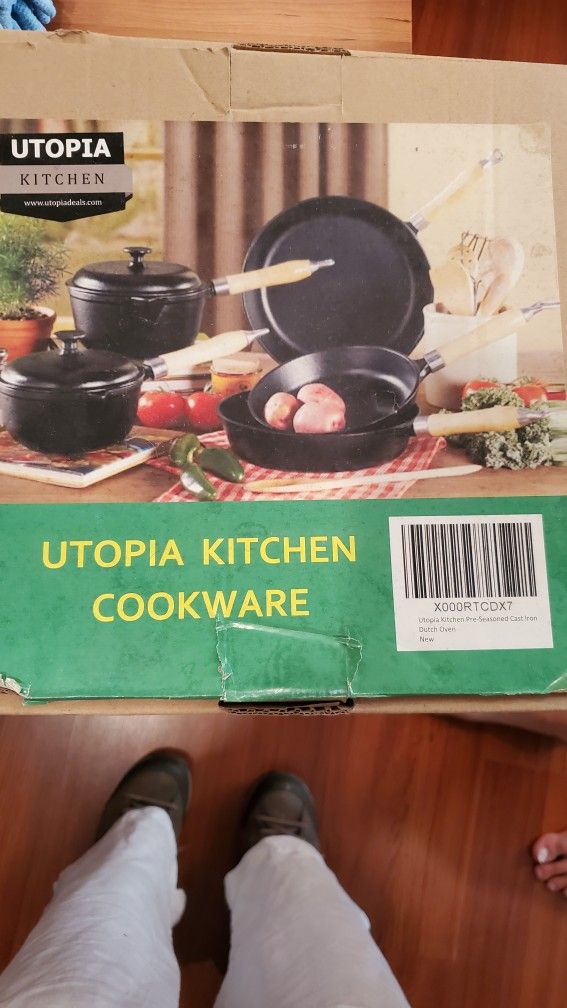 UTOPIA
KITCHEN
www.utopiadeals.com
UTOPIA KITCHEN
COOKWARE
X000RTCDX7
Utopia Kitchen Pre-Seasoned Cast Iron
Dutch Oven
New